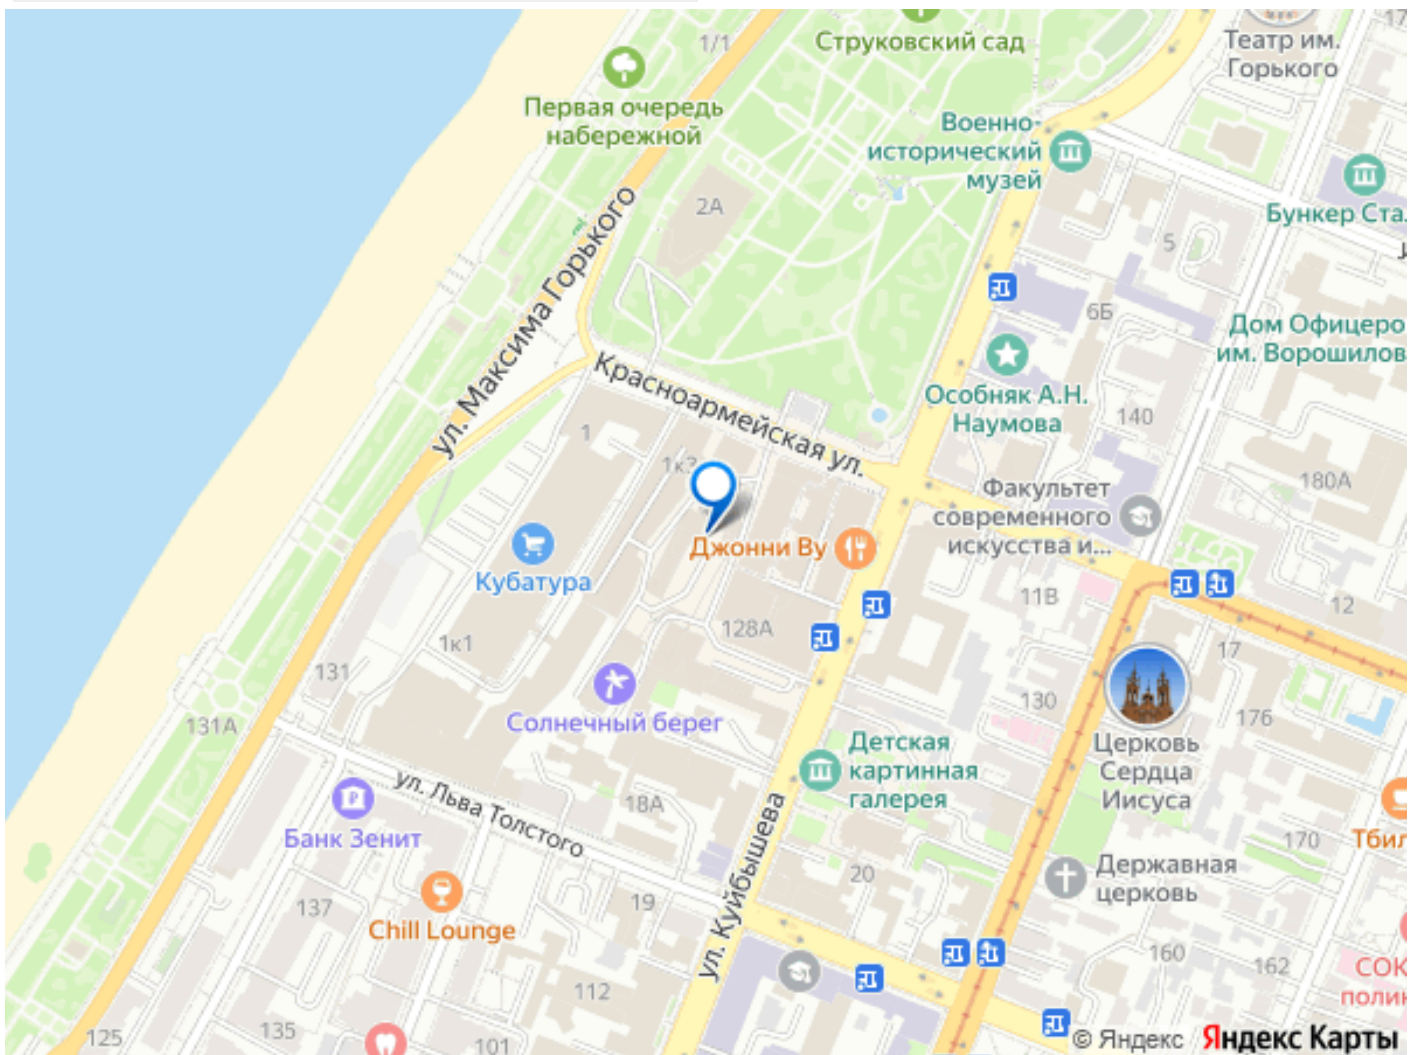 1/1
Струковский сад
Театр им.
Горького
17
Первая очередь
набережной
Военно-
исторический
музей
2А
Бункер Ста
5
ул. Максима Горького
6Б
Дом Офицеро
им. Ворошилов
Особняк А.Н.
Наумова
Красноармейская ул.
140
1
1к3
180А
Факультет
современного
искусства и...
Джонни Ву
Кубатура
11В
12
128А
1к1
17
131
130
Солнечный берег
176
131А
Детская
картинная
галерея
Церковь
Сердца
Иисуса
ул. Льва Толстого
18А
Банк Зенит
ул. Куйбышева
170
Тбил
20
Державная
церковь
137
19
Chill Lounge
160
162
СОК
полик
112
125
135
101
© Яндекс Яндекс Карты